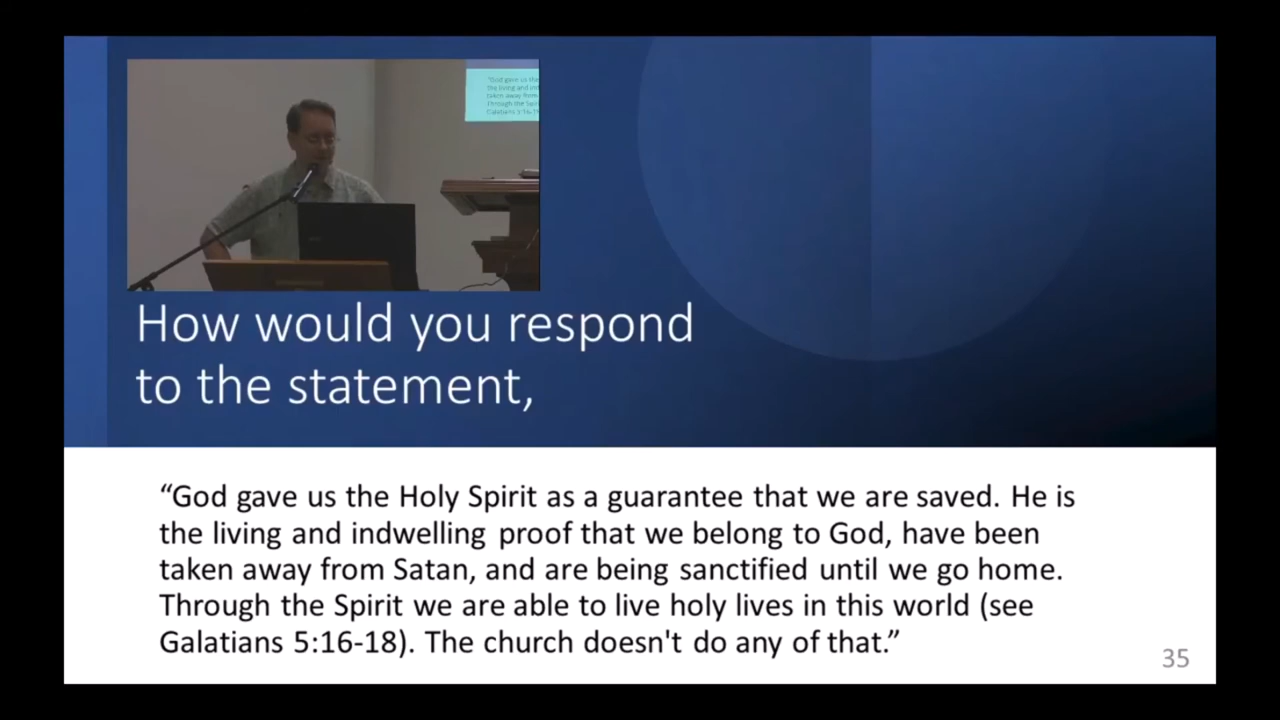 How would you respond
to the statement,
“God gave us the Holy Spirit as a guarantee that we are saved. He is
the living and indwelling proof that we belong to God, have been
taken away from Satan, and are being sanctified until we go home.
Through the Spirit we are able to live holy lives in this world (see
Galatians 5:16-18). The church doesn't do any of that.”
35